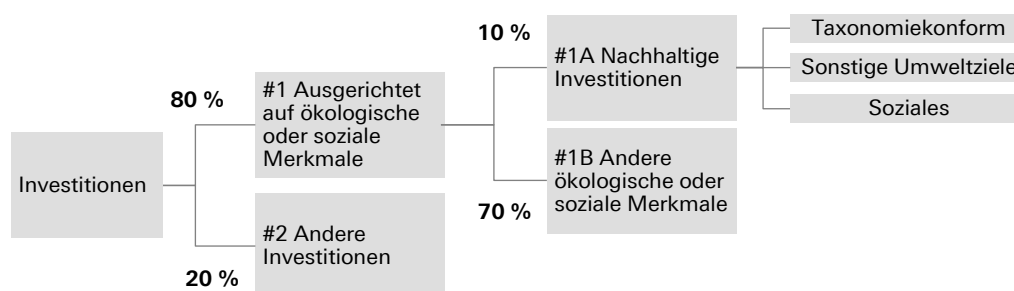 Investitionen
80 %
#1 Ausgerichtet
auf ökologische
oder soziale
Merkmale
20 %
#2 Andere
Investitionen
10 %
#1A Nachhaltige
Investitionen
70 %
#1B Andere
ökologische oder
soziale Merkmale
Taxonomiekonform
Sonstige Umweltziele
Soziales